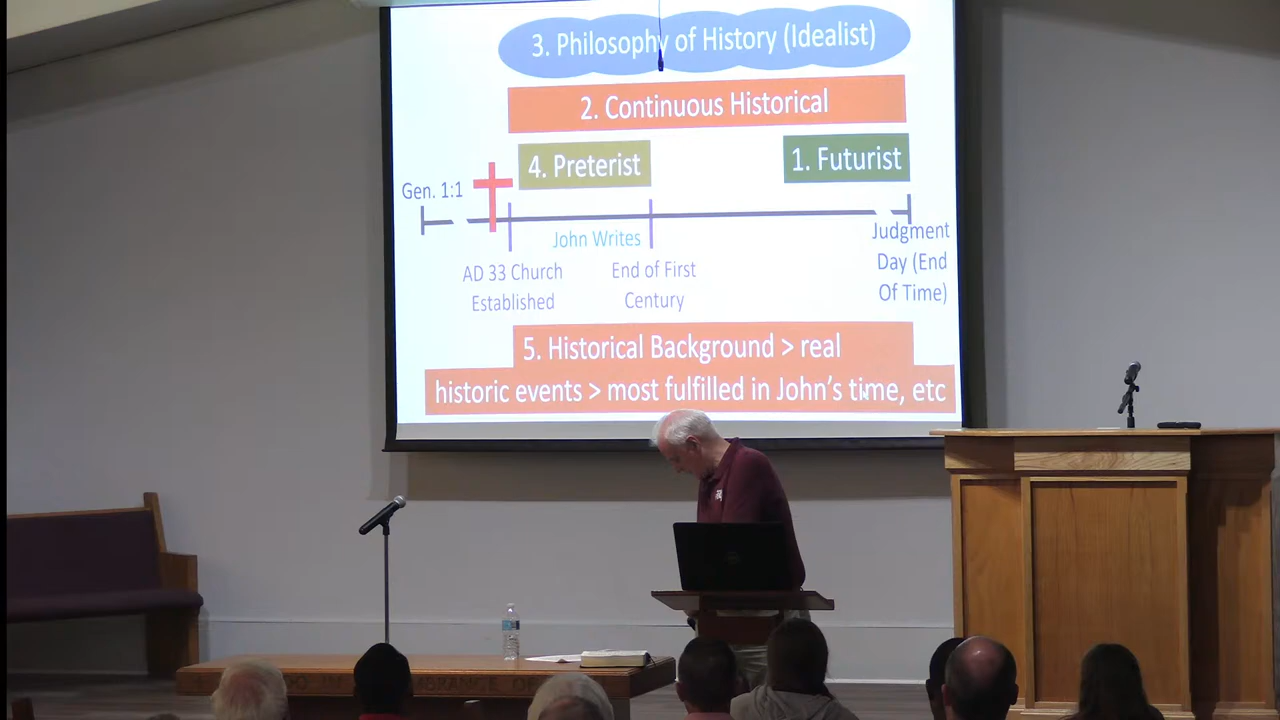 3. Philosophy of History (Idealist)
2. Continuous Historical
4. Preterist
1. Futurist
Gen. 1:1
John Writes
Judgment
Day (End
Of Time)
AD 33 Church
Established
End of First
Century
5. Historical Background > real
historic events > most fulfilled in John's time, etc